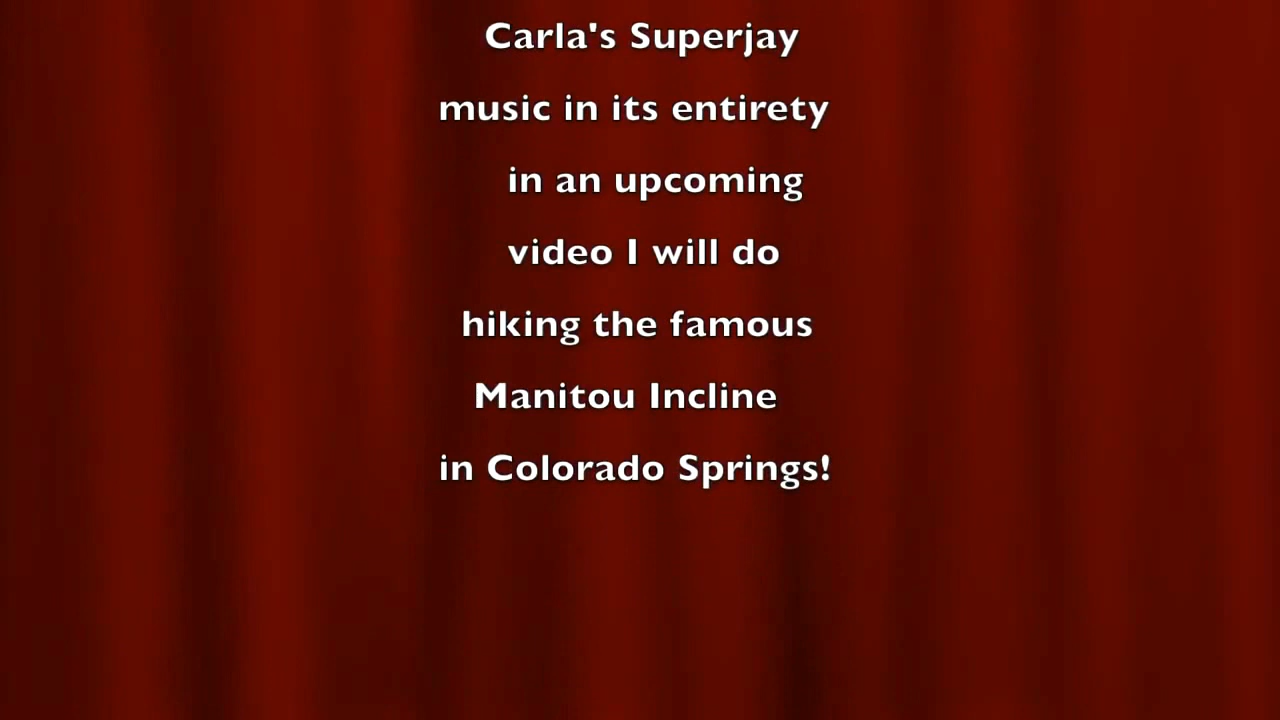 Carla's Superjay
music in its entirety
in an upcoming
video I will do
hiking the famous
Manitou Incline
in Colorado Springs!